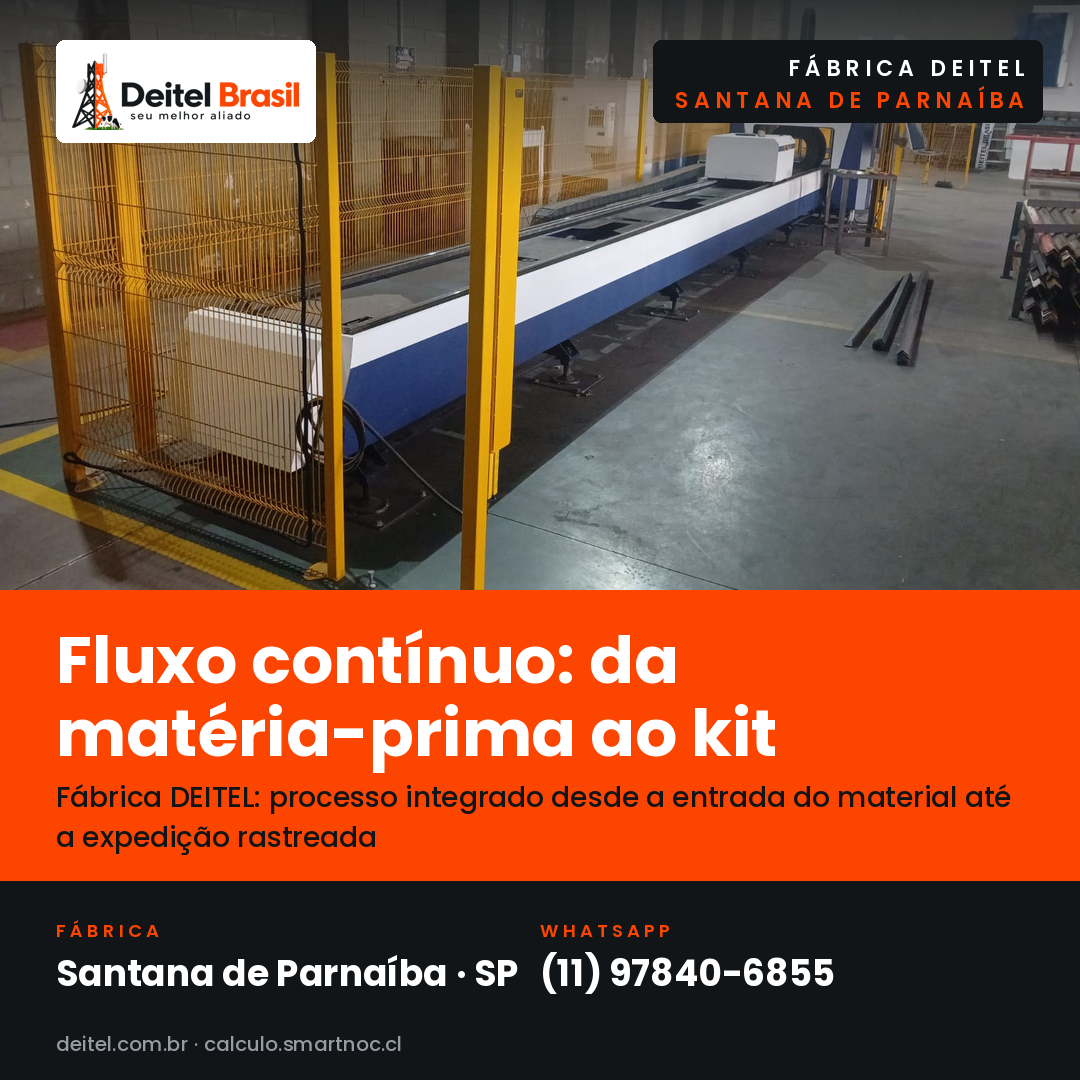 Deitel Brasil
seu melhor aliado
FÁBRICA DEITEL
SANTANA DE PARNAÍBA
DEITEL BRASIL
Fluxo contínuo: da
matéria-prima ao kit
Fábrica DEITEL: processo integrado desde a entrada do material até
a expedição rastreada
FÁBRICA
Santana de Parnaíba · SP
WHATSAPP
(11) 97840-6855
deitel.com.br · calculo.smartnoc.cl